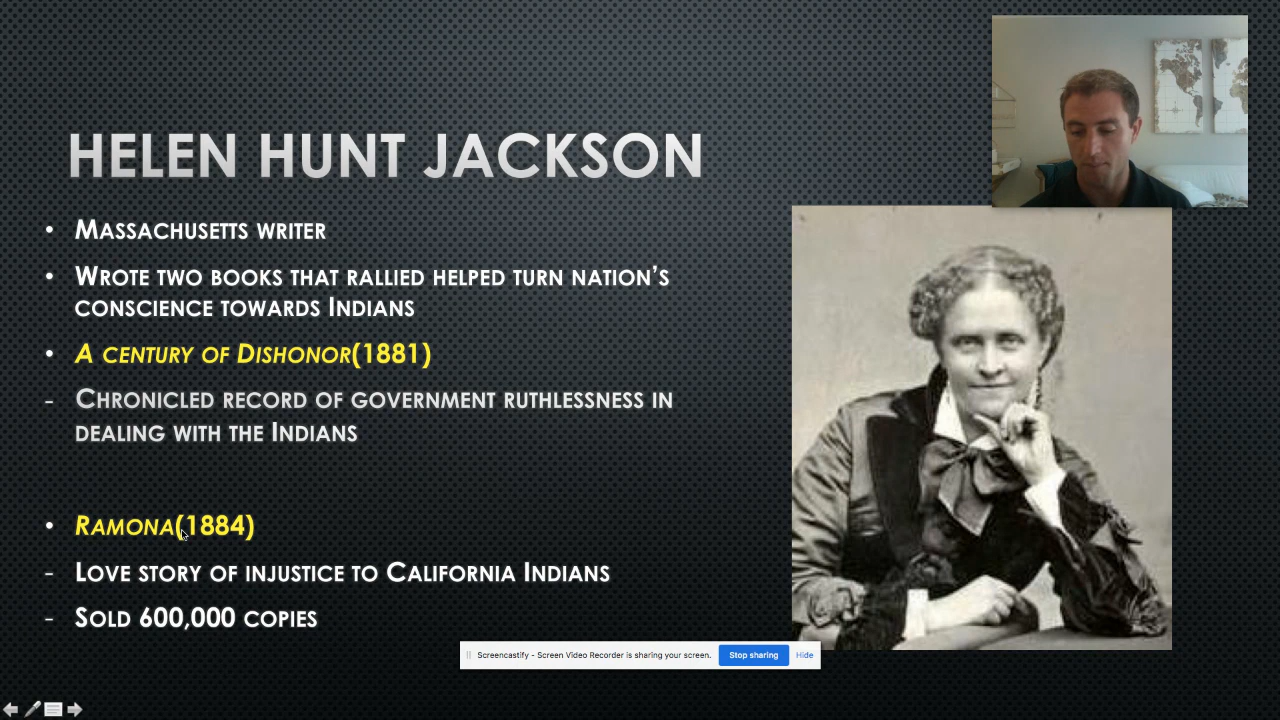 HELEN HUNT JACKSON
• MASSACHUSETTS WRITER
• WROTE TWO BOOKS THAT RALLIED HELPED TURN NATION'S
CONSCIENCE TOWARDS INDIANS
• A CENTURY OF DISHONOR(1881)
- CHRONICLED RECORD OF GOVERNMENT RUTHLESSNESS IN
DEALING WITH THE INDIANS
• RAMONA(1884)
- LOVE STORY OF INJUSTICE TO CALIFORNIA INDIANS
- SOLD 600,000 COPIES
Screencastify - Screen Video Recorder is sharing your screen. Stop sharing Hide